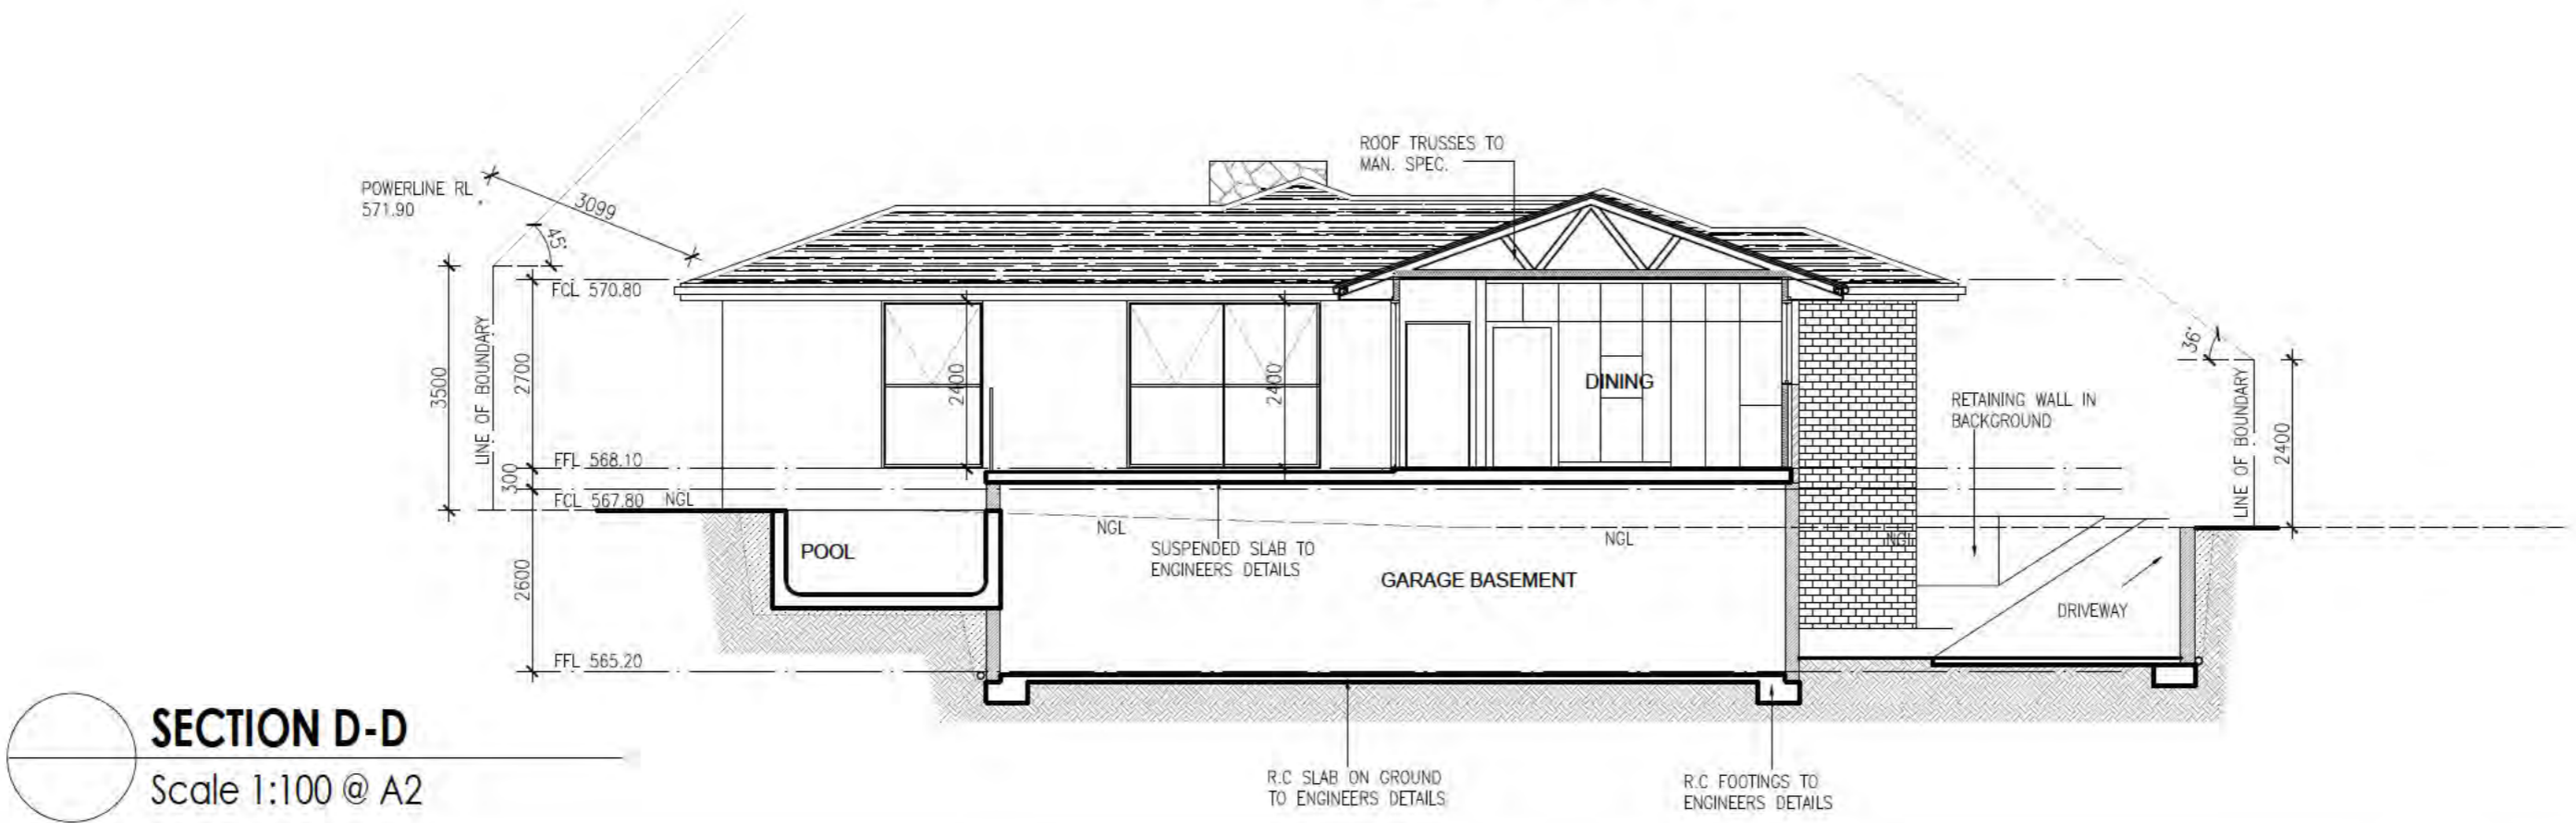 ROOF TRUSSES TO
MAN. SPEC.
POWERLINE RL
571.90
3099
45°
FCL 570.80
3500
LINE OF BOUNDARY
2700
2400
2400
DINING
36°
RETAINING WALL IN
BACKGROUND
LINE OF BOUNDARY
2400
FFL 568.10
300
FCL 567.80
NGL
NGL
NGL
NGL
POOL
SUSPENDED SLAB TO
ENGINEERS DETAILS
GARAGE BASEMENT
2600
DRIVEWAY
FFL 565.20
SECTION D-D
Scale 1:100 @ A2
R.C SLAB ON GROUND
TO ENGINEERS DETAILS
R.C FOOTINGS TO
ENGINEERS DETAILS